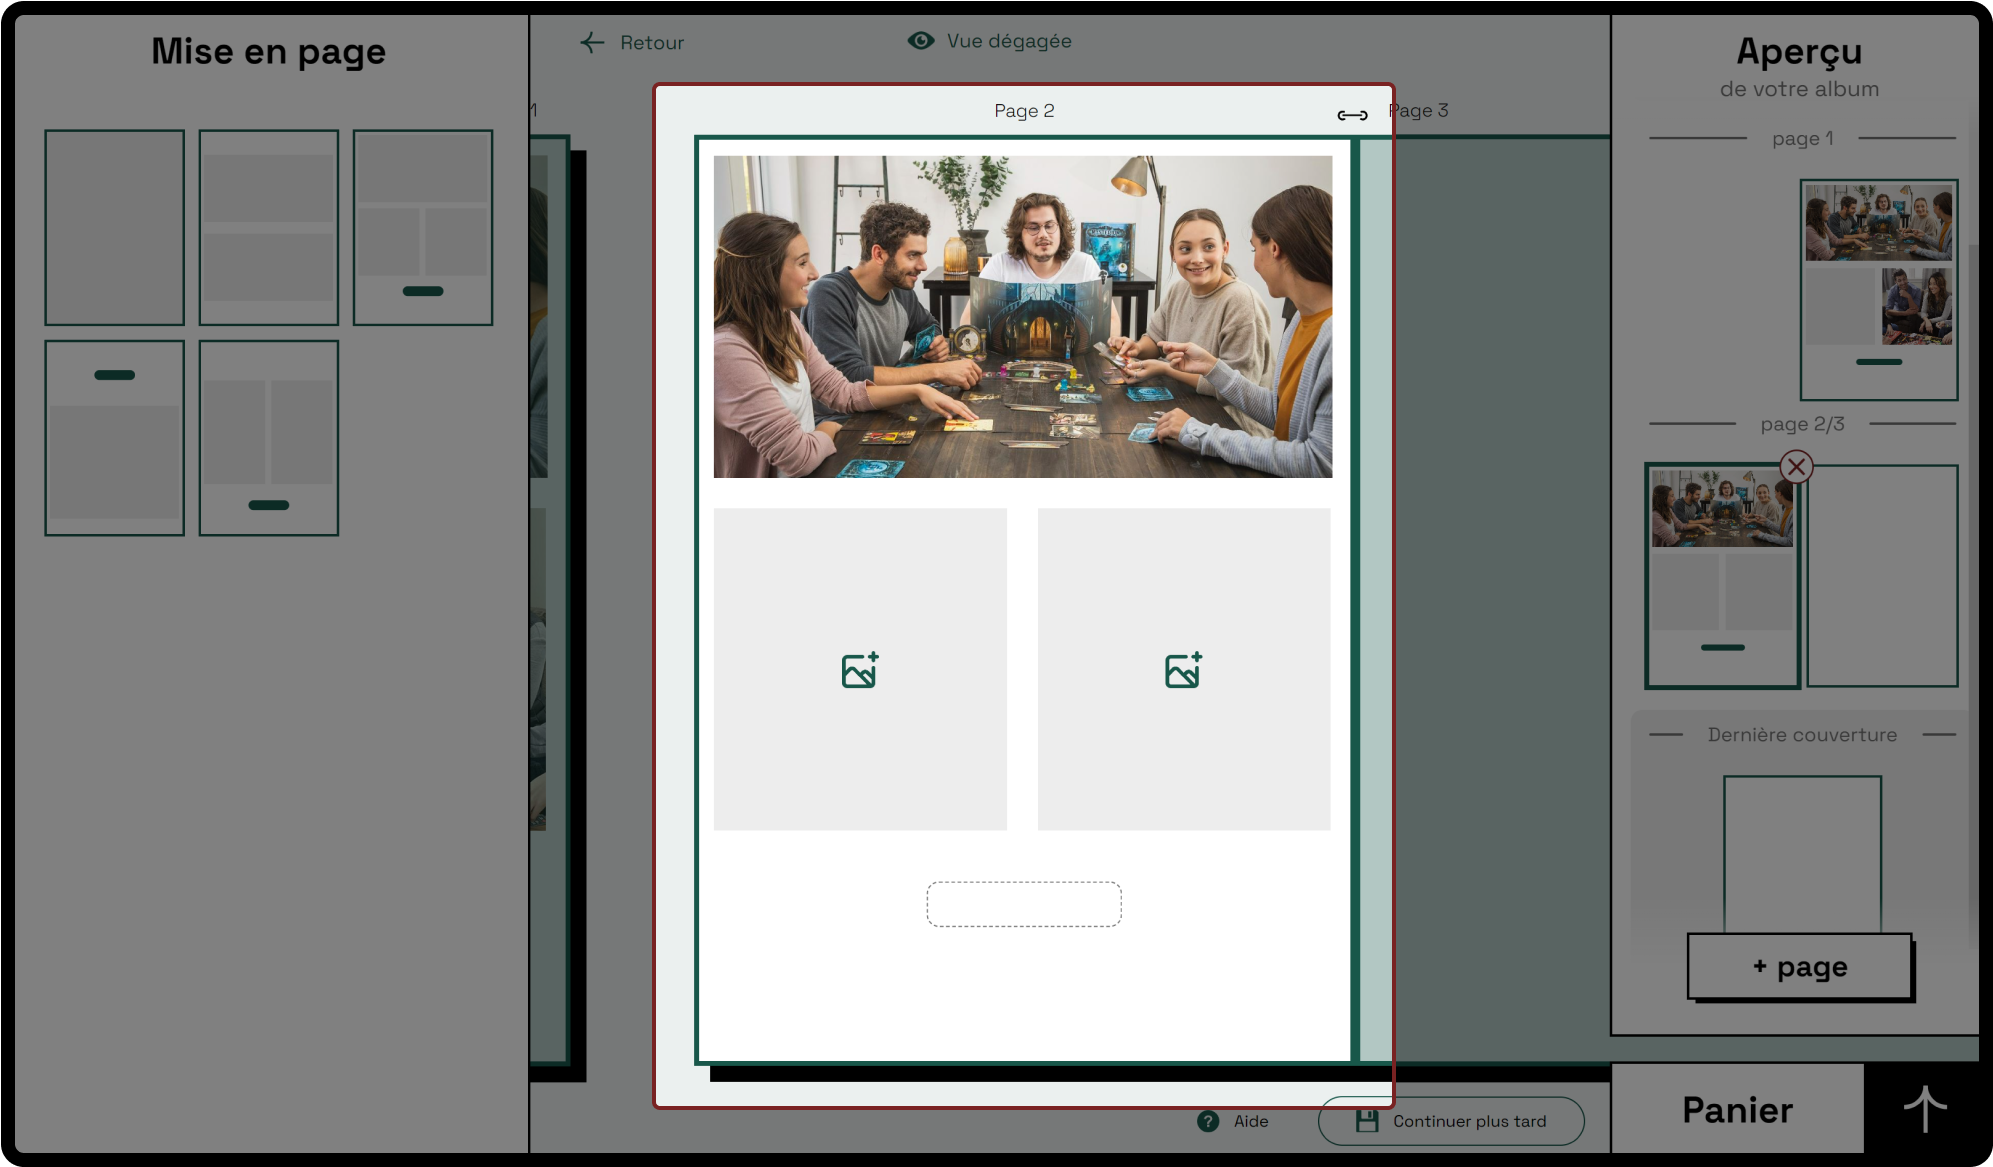 Mise en page
Retour
Vue dégagée
1
Page 2
Page 3
Aide
Continuer plus tard
Aperçu
de votre album
page 1
page 2/3
Dernière couverture
+ page
Panier